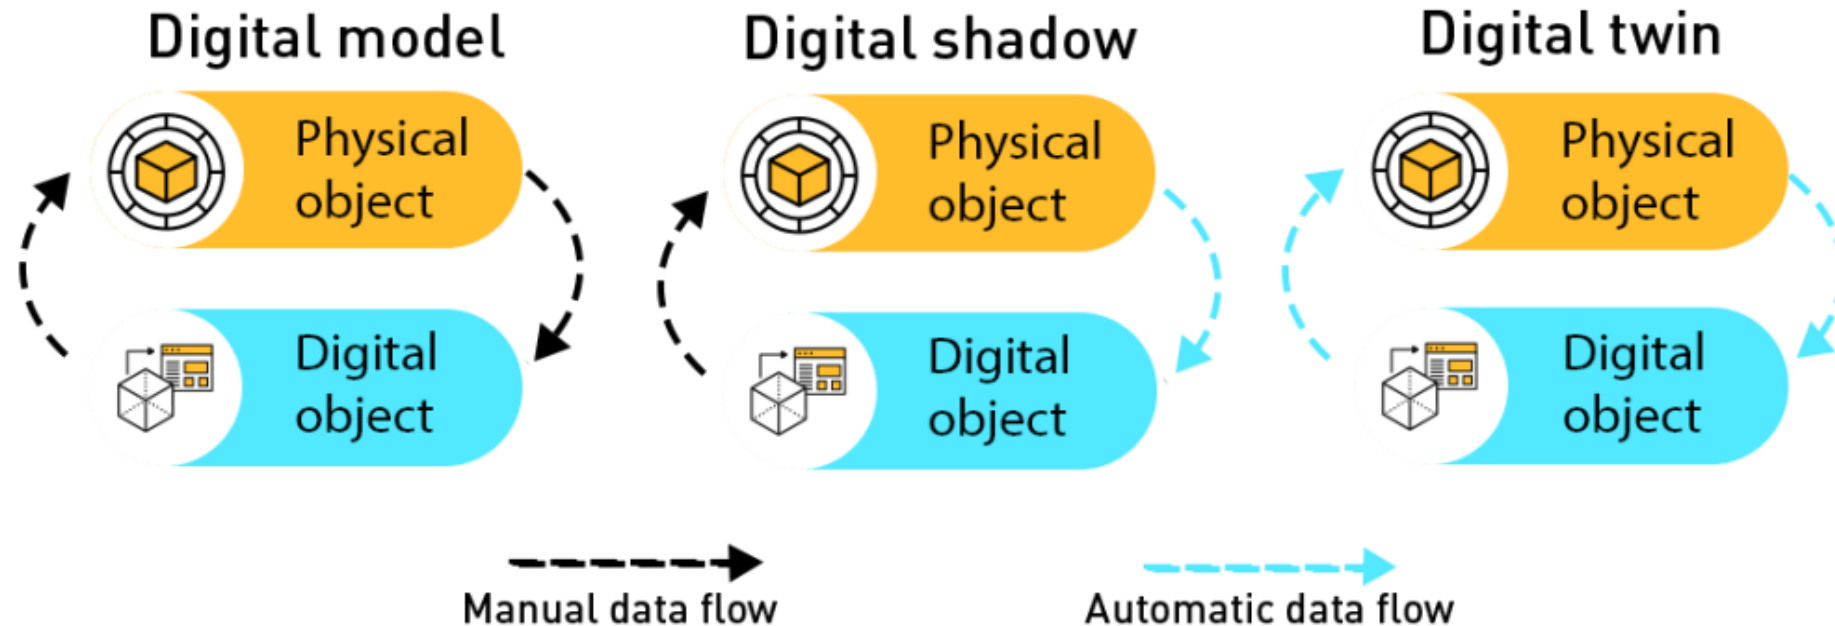 Digital model
Digital shadow
Digital twin
Physical
object
Physical
object
Physical
object
Digital
object
Digital
object
Digital
object
Manual data flow
Automatic data flow